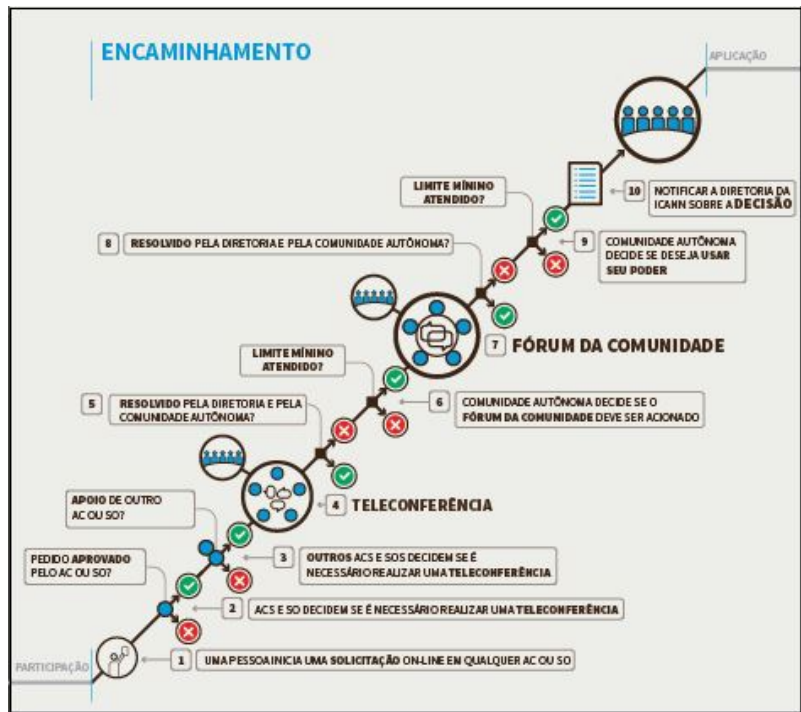 ENCAMINHAMENTO
APLICAÇÃO
LIMITE MÍNINO
ATENDIDO?
10 NOTIFICAR A DIRETORIA DA
ICANN SOBRE A DECISÃO
8 RESOLVIDO PELA DIRETORIA E PELA COMUNIDADE AUTÔNOMA?
9 COMUNIDADE AUTÔNOMA
DECIDE SE DESEJA USAR
SEU PODER
7 FÓRUM DA COMUNIDADE
LIMITE MÍNINO
ATENDIDO?
5 RESOLVIDO PELA DIRETORIA E PELA
COMUNIDADE AUTÔNOMA?
6 COMUNIDADE AUTÔNOMA DECIDE SE O
FÓRUM DA COMUNIDADE DEVE SER ACIONADO
4 TELECONFERÊNCIA
APOIO DE OUTRO
AC OU SO?
3 OUTROS ACS E SOS DECIDEM SE É
NECESSÁRIO REALIZAR UMA TELECONFERÊNCIA
PEDIDO APROVADO
PELO AC OU SO?
2 ACS E SO DECIDEM SE É NECESSÁRIO REALIZAR UMA TELECONFERÊNCIA
PARTICIPAÇÃO
1 UMA PESSOA INICIA UMA SOLICITAÇÃO ON-LINE EM QUALQUER AC OU SO